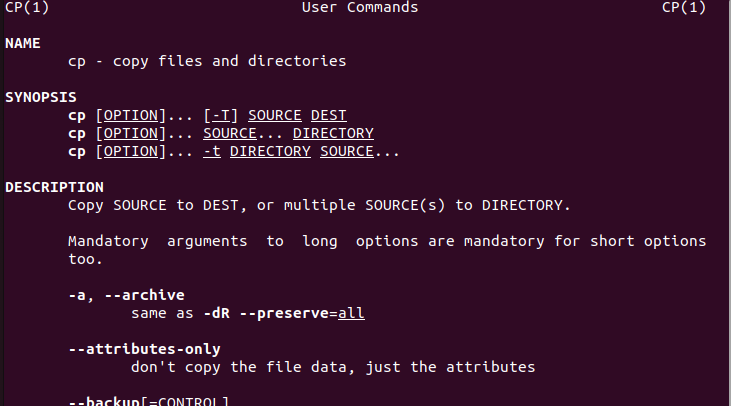 CP(1) User Commands CP(1)
NAME
cp - copy files and directories
SYNOPSIS
cp [OPTION]... [-T] SOURCE DEST
cp [OPTION]... SOURCE... DIRECTORY
cp [OPTION]... -t DIRECTORY SOURCE...
DESCRIPTION
Copy SOURCE to DEST, or multiple SOURCE(s) to DIRECTORY.
Mandatory arguments to long options are mandatory for short options
too.
-a, --archive
same as -dR --preserve=all
--attributes-only
don't copy the file data, just the attributes
--backup[=CONTROL]